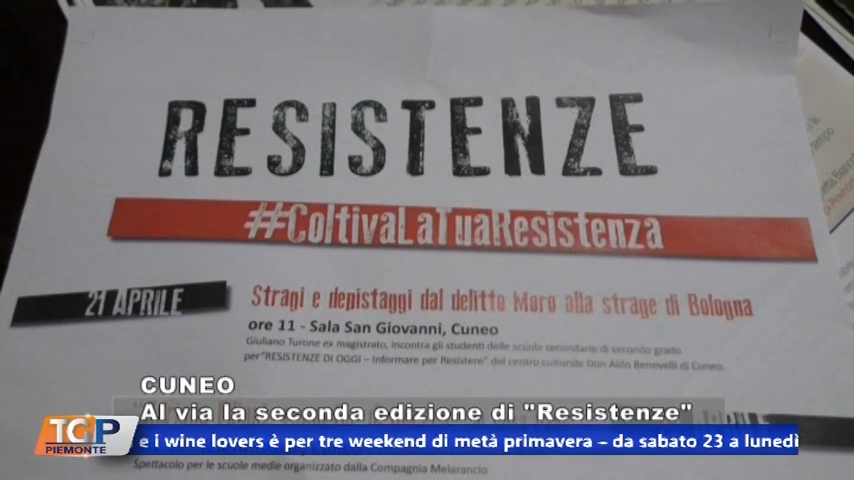 RESISTENZE
#ColtivaLaTuaResistenza
21 APRILE
Stragi e depistaggi dal delitto Moro alla strage di Bologna
ore 11 - Sala San Giovanni, Cuneo
Giuliano Turone ex magistrato, incontra gli studenti delle scuole secondarie di secondo grado
per "RESISTENZE DI OGGI – Informare per Resistere" del centro culturale Don Aldo Benevelli di Cuneo.
CUNEO
Al via la seconda edizione di "Resistenze"
TGP
PIEMONTE
e i wine lovers è per tre weekend di metà primavera – da sabato 23 a lunedì
Spettacolo per le scuole medie organizzato dalla Compagnia Melarancio